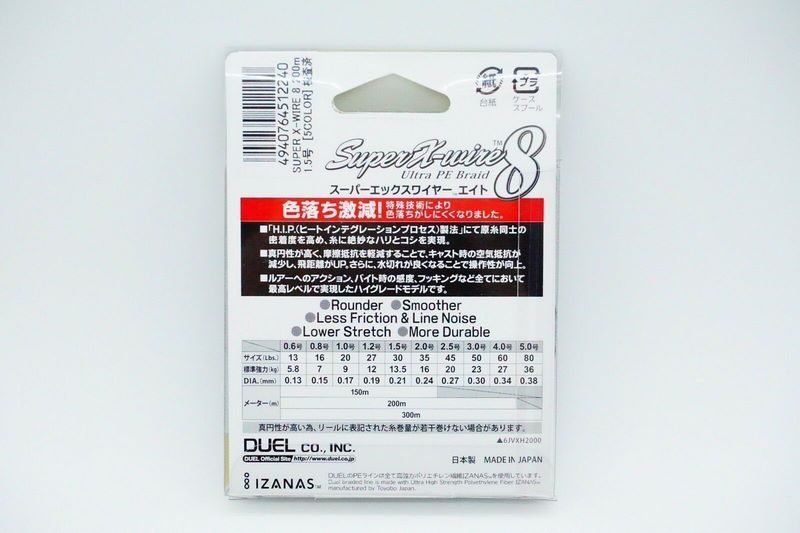 4940764512240
SUPER X-WIRE 8 200m
1.5号 [5COLOR] 検査済
紙
台紙
プラ
ケース
スプール
Super X-wire 8™
Ultra PE Braid
スーパーエックスワイヤー™エイト
色落ち激減! 特殊技術により
色落ちがしにくくなりました。
■「H.I.P.(ヒートインテグレーションプロセス)製法」にて原糸同士の
密着度を高め、糸に絶妙なハリとコシを実現。
■真円性が高く、摩擦抵抗を軽減することで、キャスト時の空気抵抗が
減少し、飛距離がUP。さらに、水切れが良くなることで操作性が向上。
■ルアーへのアクション、バイト時の感度、フッキングなど全てにおいて
最高レベルで実現したハイグレードモデルです。
●Rounder ●Smoother
●Less Friction & Line Noise
●Lower Stretch ●More Durable
0.6号 0.8号 1.0号 1.2号 1.5号 2.0号 2.5号 3.0号 4.0号 5.0号
サイズ(Lbs.) 13 16 20 27 30 35 45 50 60 80
標準強力(kg) 5.8 7 9 12 13.5 16 20 23 27 36
DIA.(mm) 0.13 0.15 0.17 0.19 0.21 0.24 0.27 0.30 0.34 0.38
150m
メーター(m) 200m
300m
真円性が高い為、リールに表記された糸巻量が若干巻けない場合があります。
▲6JVXH2000
DUEL CO., INC.
DUEL Official Site http://www.duel.co.jp
日本製 MADE IN JAPAN
IZANAS™
DUELのPEラインは全て高強力ポリエチレン繊維IZANAS™を使用しています。
Duel braided line is made with Ultra High Strength Polyethylene Fiber IZANAS™
manufactured by Toyobo Japan.